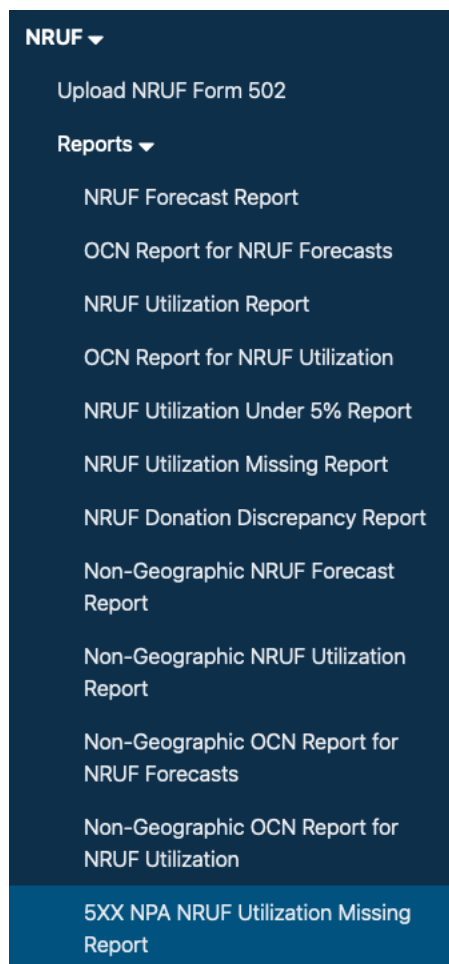 NRUF
Upload NRUF Form 502
Reports
NRUF Forecast Report
OCN Report for NRUF Forecasts
NRUF Utilization Report
OCN Report for NRUF Utilization
NRUF Utilization Under 5% Report
NRUF Utilization Missing Report
NRUF Donation Discrepancy Report
Non-Geographic NRUF Forecast
Report
Non-Geographic NRUF Utilization
Report
Non-Geographic OCN Report for
NRUF Forecasts
Non-Geographic OCN Report for
NRUF Utilization
5XX NPA NRUF Utilization Missing
Report